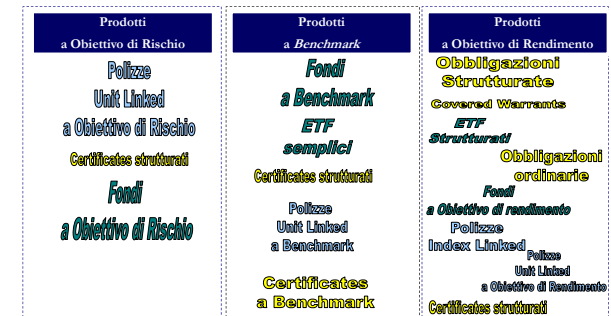 Prodotti
a Obiettivo di Rischio
Polizze
Unit Linked
a Obiettivo di Rischio
Certificates strutturati
Fondi
a Obiettivo di Rischio
Prodotti
a Benchmark
Fondi
a Benchmark
ETF
semplici
Certificates strutturati
Polizze
Unit Linked
a Benchmark
Certificates
a Benchmark
Prodotti
a Obiettivo di Rendimento
Obbligazioni
Strutturate
Covered Warrants
ETF
Strutturati
Obbligazioni
ordinarie
Fondi
a Obiettivo di rendimento
Polizze
Index Linked
Polizze
Unit Linked
a Obiettivo di Rendimento
Certificates strutturati